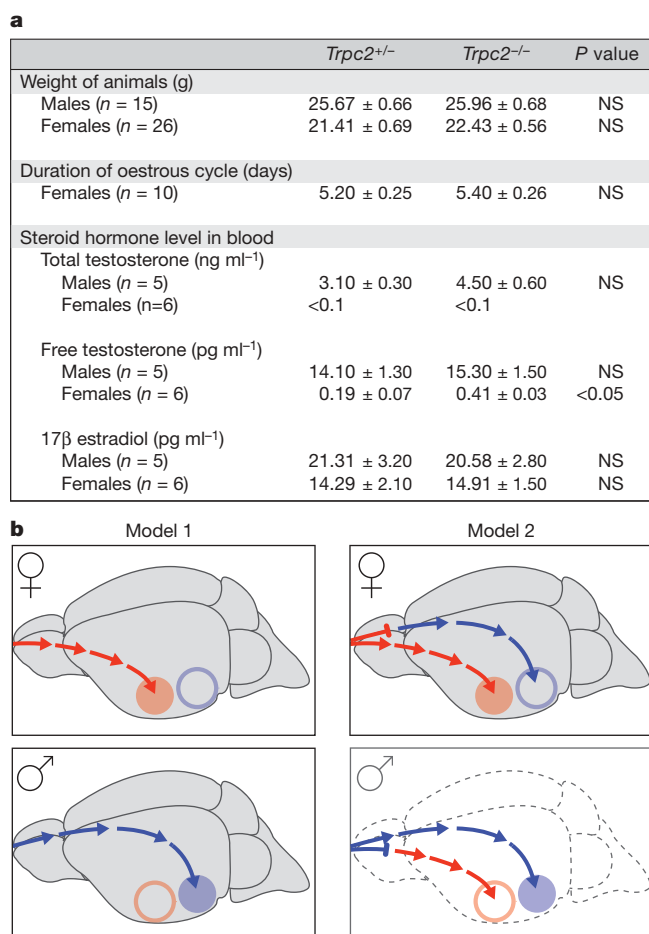 a
Trpc2+/– Trpc2–/– P value
Weight of animals (g)
Males (n = 15) 25.67 ± 0.66 25.96 ± 0.68 NS
Females (n = 26) 21.41 ± 0.69 22.43 ± 0.56 NS
Duration of oestrous cycle (days)
Females (n = 10) 5.20 ± 0.25 5.40 ± 0.26 NS
Steroid hormone level in blood
Total testosterone (ng ml–1)
Males (n = 5) 3.10 ± 0.30 4.50 ± 0.60 NS
Females (n=6) <0.1 <0.1
Free testosterone (pg ml–1)
Males (n = 5) 14.10 ± 1.30 15.30 ± 1.50 NS
Females (n = 6) 0.19 ± 0.07 0.41 ± 0.03 <0.05
17β estradiol (pg ml–1)
Males (n = 5) 21.31 ± 3.20 20.58 ± 2.80 NS
Females (n = 6) 14.29 ± 2.10 14.91 ± 1.50 NS
b
Model 1 Model 2
♀ ♀
♂ ♂